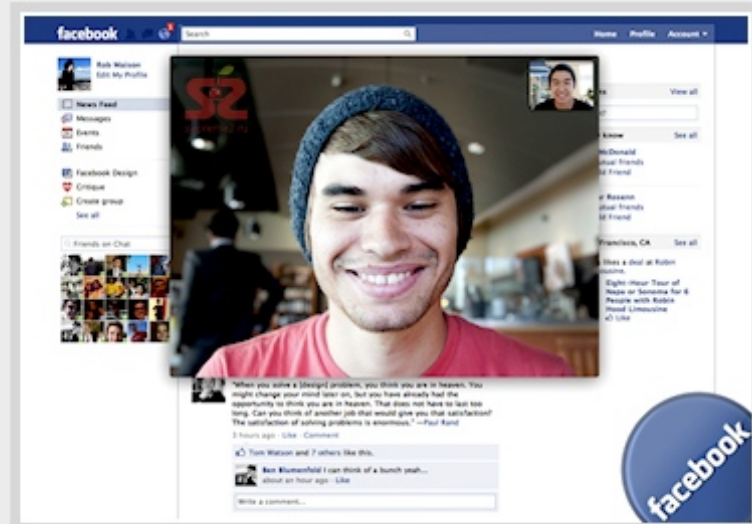 facebook
Search
Home Profile Account
Rob Watson
Edit My Profile
View all
News Feed
Messages
Events
Friends
know
See all
McDonald
Facebook Design
Critique
Create group
See all
Rosenn
Friends on Chat
Francisco, CA
See all
likes a deal at Robin
Eight-Hour Tour of
Napa or Sonoma for 6
People with Robin
Hood Limousine
Like
"When you solve a (design) problem, you think you are in heaven. You
might change your mind later on, but you have already had the
opportunity to think you are in heaven. That does not have to last too
long. Can you think of another job that would give you that satisfaction?
The satisfaction of solving problems is enormous." —Paul Rand
3 hours ago · Like · Comment
Tom Watson and 7 others like this.
Ben Blumenfeld I can think of a bunch yeah...
about an hour ago · Like
Write a comment...
facebook